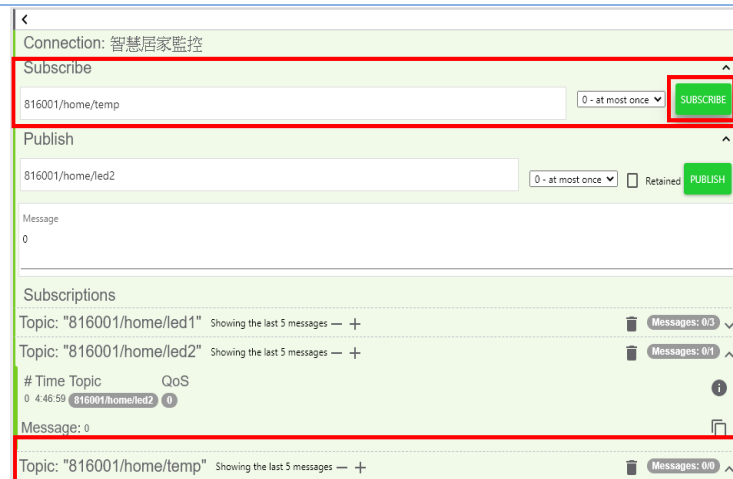 Connection: 智慧居家監控
Subscribe
816001/home/temp 0 - at most once SUBSCRIBE
Publish
816001/home/led2 0 - at most once Retained PUBLISH
Message
0
Subscriptions
Topic: "816001/home/led1" Showing the last 5 messages — + Messages: 0/3
Topic: "816001/home/led2" Showing the last 5 messages — + Messages: 0/1
# Time Topic QoS
0 4:46:59 816001/home/led2 0
Message: 0
Topic: "816001/home/temp" Showing the last 5 messages — + Messages: 0/0